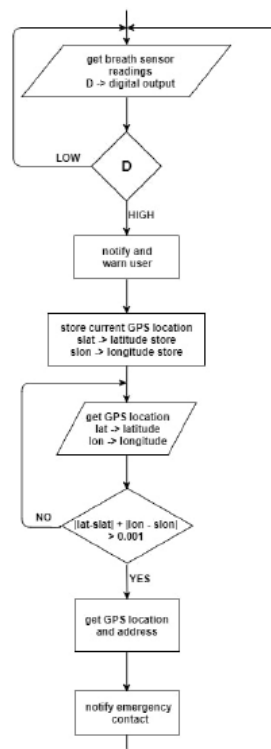 get breath sensor
readings
D -> digital output
LOW
D
HIGH
notify and
warn user
store current GPS location
slat -> latitude store
slon -> longitude store
get GPS location
lat -> latitude
lon -> longitude
NO
|lat-slat| + |lon - slon|
> 0.001
YES
get GPS location
and address
notify emergency
contact